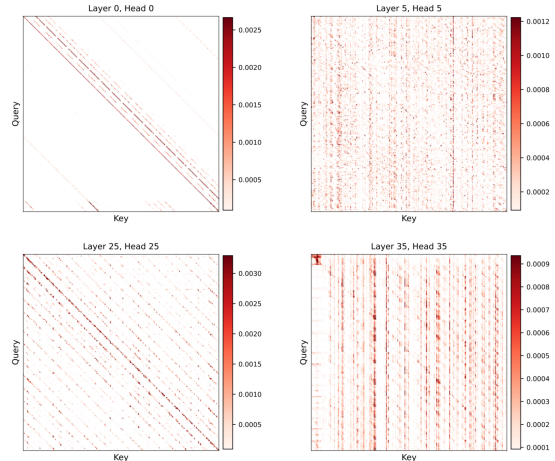 Layer 0, Head 0
Query
Key
0.0025
0.0020
0.0015
0.0010
0.0005
Layer 5, Head 5
Query
Key
0.0012
0.0010
0.0008
0.0006
0.0004
0.0002
Layer 25, Head 25
Query
Key
0.0030
0.0025
0.0020
0.0015
0.0010
0.0005
Layer 35, Head 35
Query
Key
0.0009
0.0008
0.0007
0.0006
0.0005
0.0004
0.0003
0.0002
0.0001